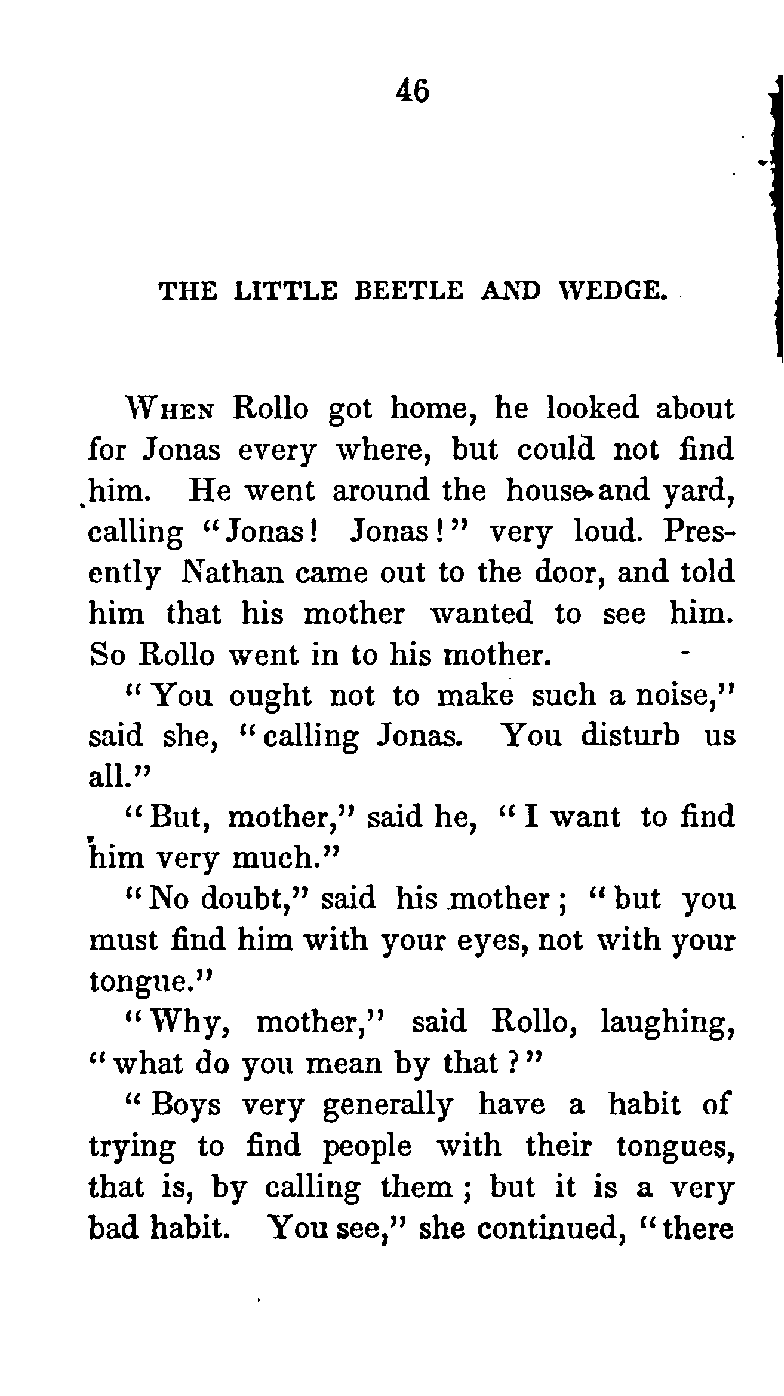 46
THE LITTLE BEETLE AND WEDGE.
WHEN Rollo got home, he looked about
for Jonas every where, but could not find
him. He went around the house and yard,
calling "Jonas! Jonas!" very loud. Pres-
ently Nathan came out to the door, and told
him that his mother wanted to see him.
So Rollo went in to his mother.
"You ought not to make such a noise,"
said she, "calling Jonas. You disturb us
all."
"But, mother," said he, "I want to find
him very much."
"No doubt," said his mother; "but you
must find him with your eyes, not with your
tongue."
"Why, mother," said Rollo, laughing,
"what do you mean by that?"
"Boys very generally have a habit of
trying to find people with their tongues,
that is, by calling them; but it is a very
bad habit. You see," she continued, "there